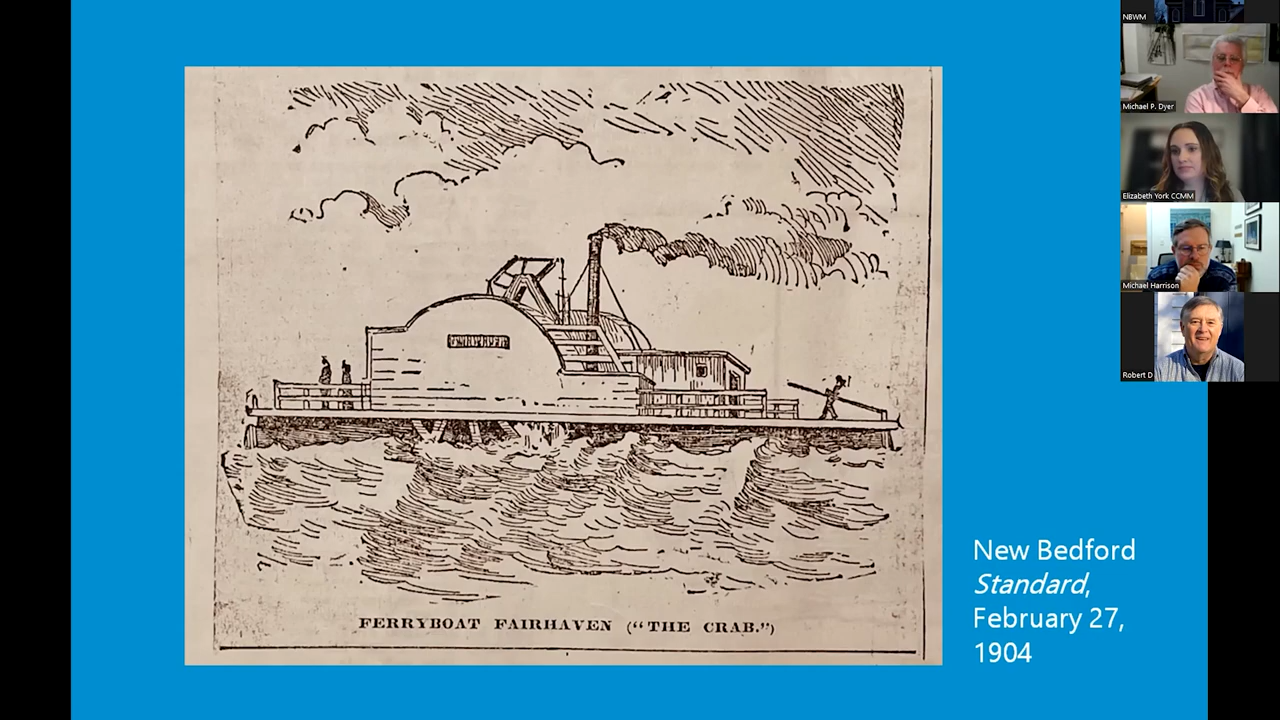 FERRYBOAT FAIRHAVEN ("THE CRAB.")
New Bedford
Standard,
February 27,
1904
NBWM
Michael P. Dyer
Elizabeth York CCMM
Michael Harrison
Robert D